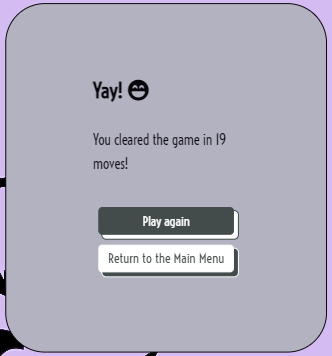 Yay! 😁
You cleared the game in 19
moves!
Play again
Return to the Main Menu